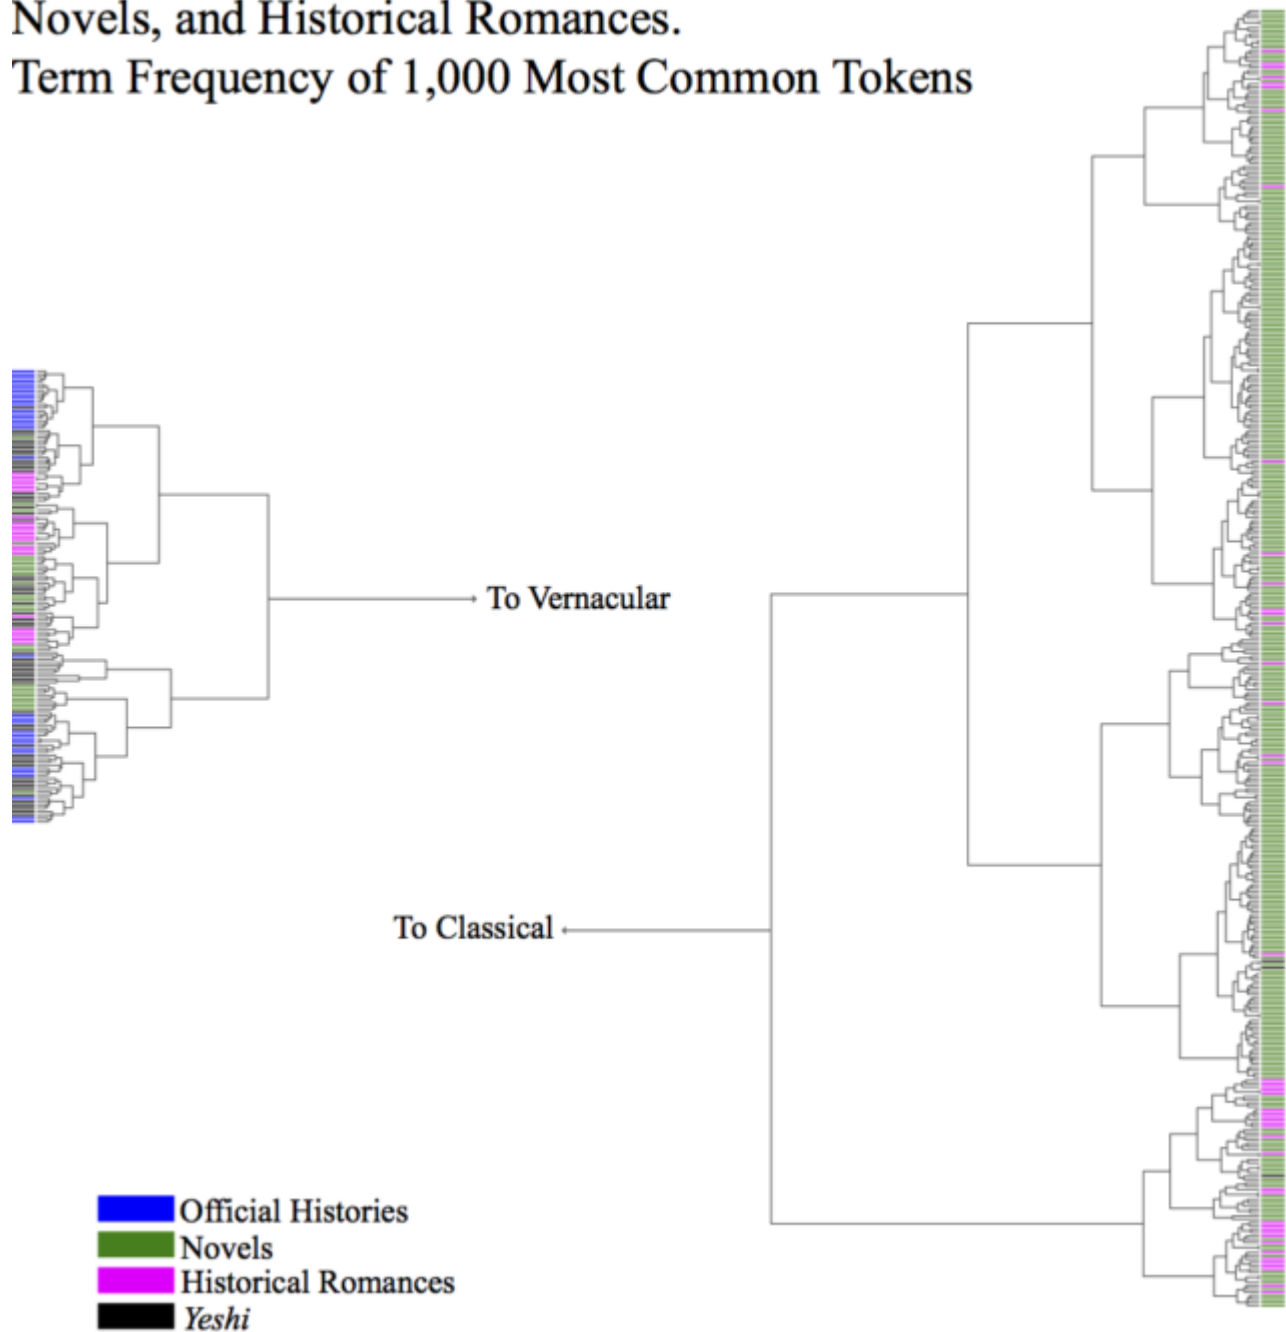 Novels, and Historical Romances.
Term Frequency of 1,000 Most Common Tokens
To Vernacular
To Classical
Official Histories
Novels
Historical Romances
Yeshi